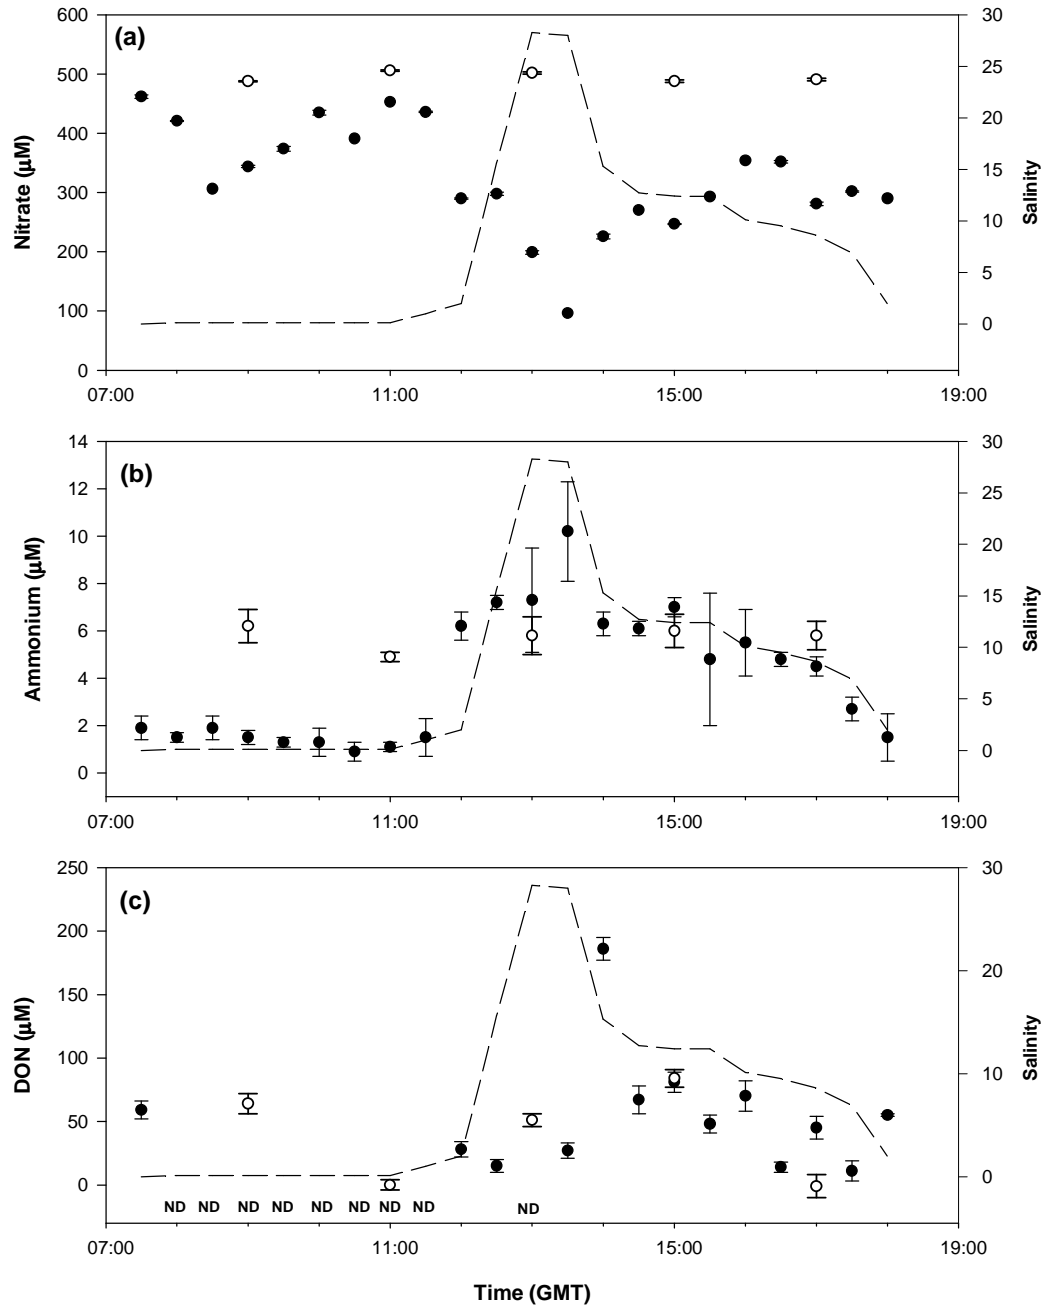 (a)
Nitrate (µM)
600
500
400
300
200
100
0
30
25
20
15
10
5
0
Salinity
07:00 11:00 15:00 19:00
(b)
Ammonium (µM)
14
12
10
8
6
4
2
0
30
25
20
15
10
5
0
Salinity
07:00 11:00 15:00 19:00
(c)
DON (µM)
250
200
150
100
50
0
30
20
10
0
Salinity
ND ND ND ND ND ND ND ND ND
07:00 11:00 15:00 19:00
Time (GMT)